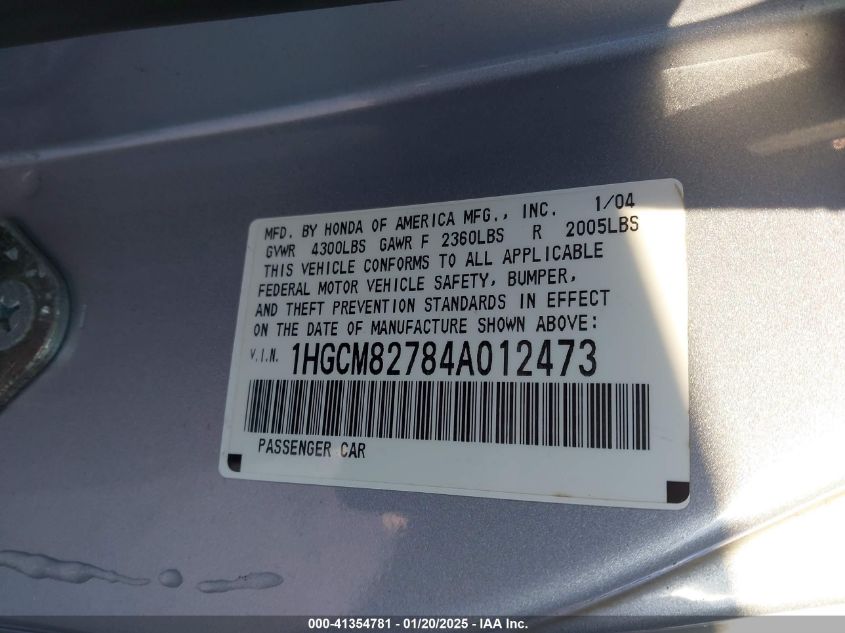 MFD. BY HONDA OF AMERICA MFG., INC. 1/04
GVWR 4300LBS GAWR F 2360LBS R 2005LBS
THIS VEHICLE CONFORMS TO ALL APPLICABLE
FEDERAL MOTOR VEHICLE SAFETY, BUMPER,
AND THEFT PREVENTION STANDARDS IN EFFECT
ON THE DATE OF MANUFACTURE SHOWN ABOVE:
V.I.N. 1HGCM82784A012473
PASSENGER CAR
000-41354781 - 01/20/2025 - IAA Inc.